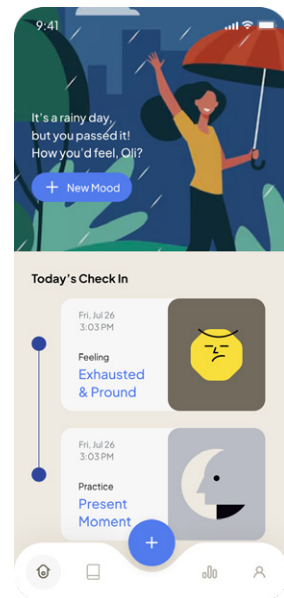 9:41
It's a rainy day,
but you passed it!
How you'd feel, Oli?
+ New Mood
Today's Check In
Fri, Jul 26
3:03 PM
Feeling
Exhausted
& Pround
Fri, Jul 26
3:03 PM
Practice
Present
Moment
+